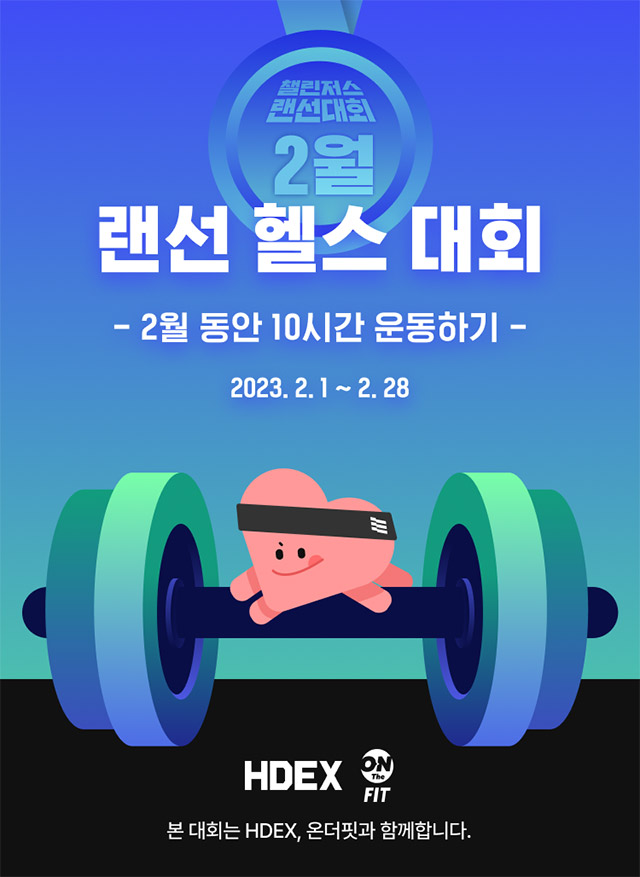 챌린저스
랜선대회
2월
랜선 헬스 대회
- 2월 동안 10시간 운동하기 -
2023. 2. 1 ~ 2. 28
HDEX
ON
The
FIT
본 대회는 HDEX, 온더핏과 함께합니다.